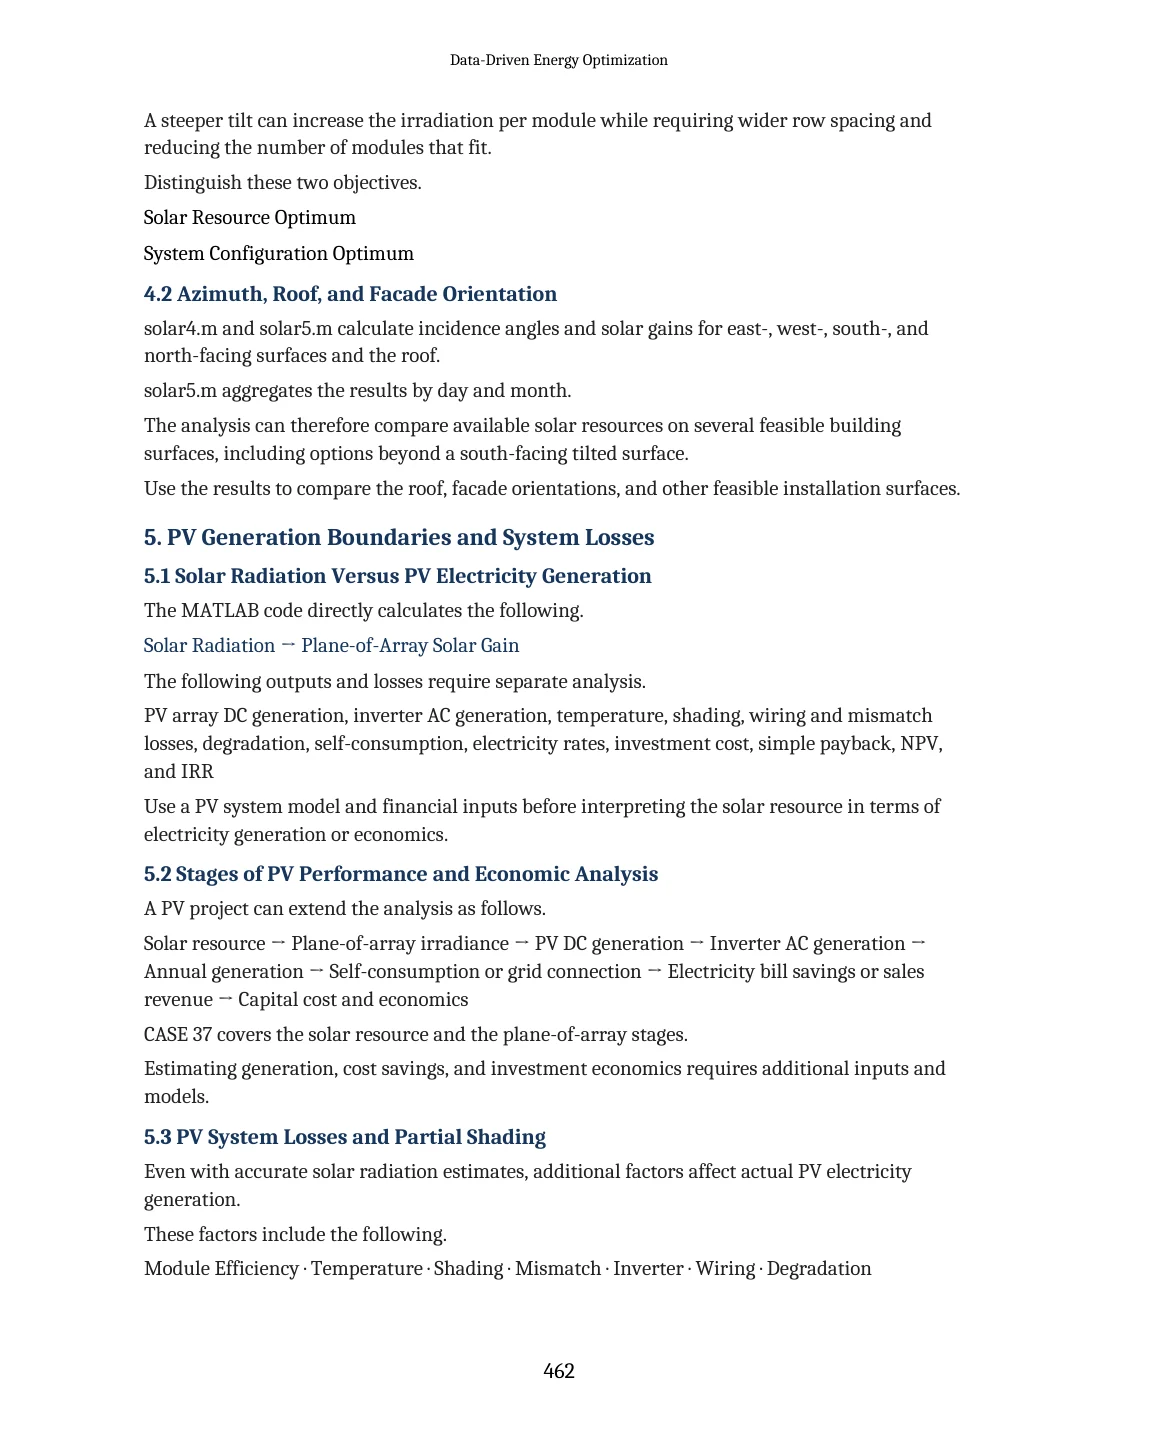 Data-Driven Energy Optimization
A steeper tilt can increase the irradiation per module while requiring wider row spacing and
reducing the number of modules that fit.
Distinguish these two objectives.
Solar Resource Optimum
System Configuration Optimum
4.2 Azimuth, Roof, and Facade Orientation
solar4.m and solar5.m calculate incidence angles and solar gains for east-, west-, south-, and
north-facing surfaces and the roof.
solar5.m aggregates the results by day and month.
The analysis can therefore compare available solar resources on several feasible building
surfaces, including options beyond a south-facing tilted surface.
Use the results to compare the roof, facade orientations, and other feasible installation surfaces.
5. PV Generation Boundaries and System Losses
5.1 Solar Radiation Versus PV Electricity Generation
The MATLAB code directly calculates the following.
Solar Radiation → Plane-of-Array Solar Gain
The following outputs and losses require separate analysis.
PV array DC generation, inverter AC generation, temperature, shading, wiring and mismatch
losses, degradation, self-consumption, electricity rates, investment cost, simple payback, NPV,
and IRR
Use a PV system model and financial inputs before interpreting the solar resource in terms of
electricity generation or economics.
5.2 Stages of PV Performance and Economic Analysis
A PV project can extend the analysis as follows.
Solar resource → Plane-of-array irradiance → PV DC generation → Inverter AC generation →
Annual generation → Self-consumption or grid connection → Electricity bill savings or sales
revenue → Capital cost and economics
CASE 37 covers the solar resource and the plane-of-array stages.
Estimating generation, cost savings, and investment economics requires additional inputs and
models.
5.3 PV System Losses and Partial Shading
Even with accurate solar radiation estimates, additional factors affect actual PV electricity
generation.
These factors include the following.
Module Efficiency · Temperature · Shading · Mismatch · Inverter · Wiring · Degradation
462